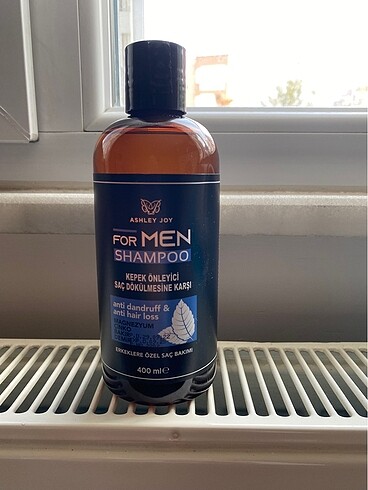 ASHLEY JOY
FOR MEN
SHAMPOO
KEPEK ÖNLEYİCİ
SAÇ DÖKÜLMESİNE KARŞI
anti dandruff &
anti hair loss
MAGNEZYUM
ERKEKLERE ÖZEL SAÇ BAKIMI
400 ml e